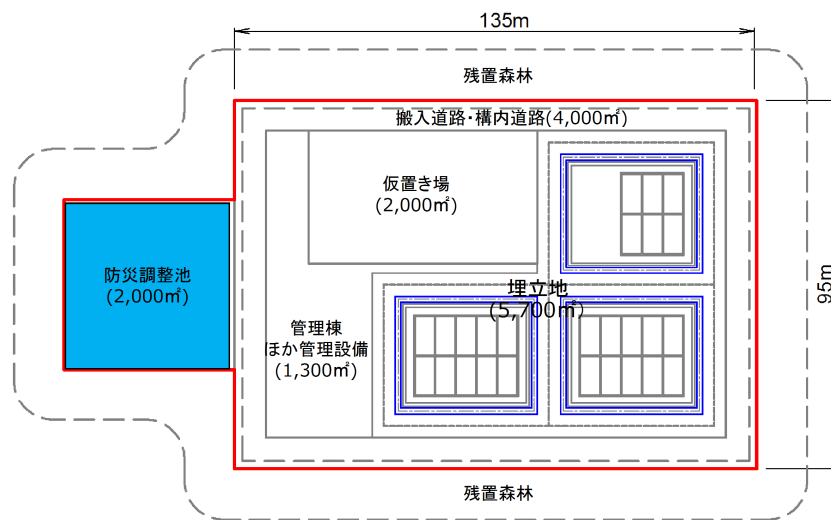 135m
残置森林
搬入道路・構内道路(4,000㎡)
仮置き場
(2,000㎡)
防災調整池
(2,000㎡)
埋立地
(5,700㎡)
95m
管理棟
ほか管理設備
(1,300㎡)
残置森林